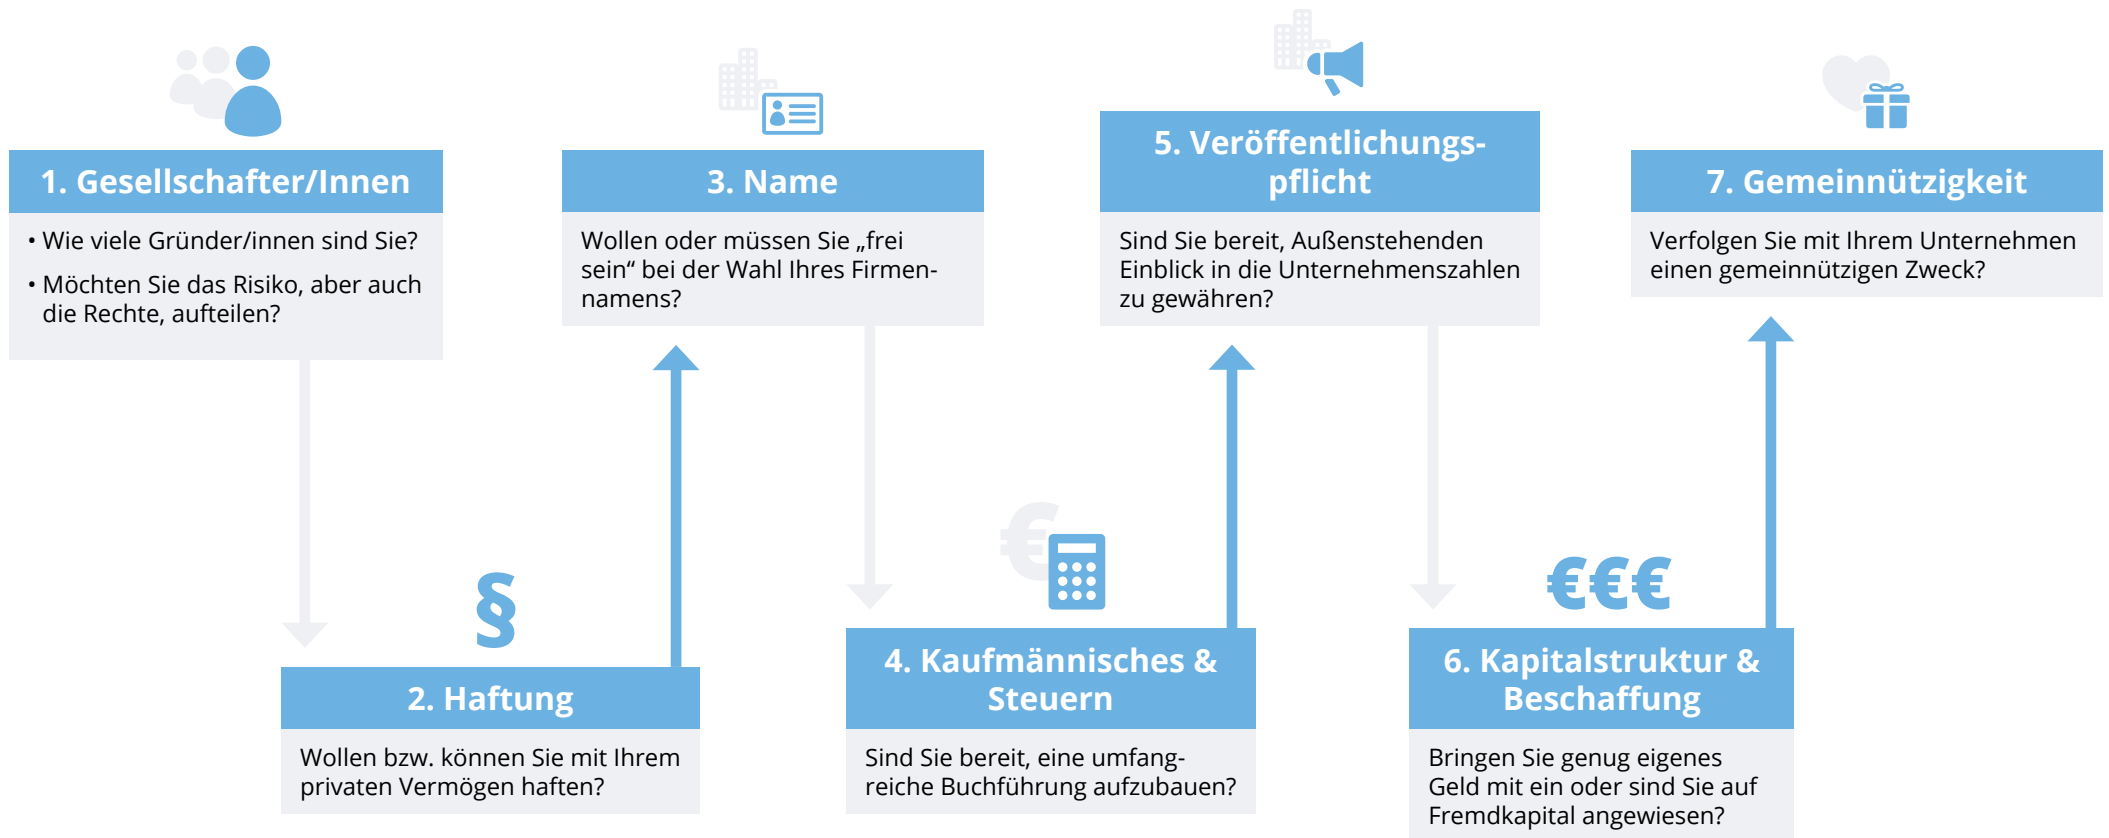 1. Gesellschafter/Innen
• Wie viele Gründer/innen sind Sie?
• Möchten Sie das Risiko, aber auch
die Rechte, aufteilen?
§
2. Haftung
Wollen bzw. können Sie mit Ihrem
privaten Vermögen haften?
3. Name
Wollen oder müssen Sie „frei
sein“ bei der Wahl Ihres Firmen-
namens?
€
4. Kaufmännisches &
Steuern
Sind Sie bereit, eine umfang-
reiche Buchführung aufzubauen?
5. Veröffentlichungs-
pflicht
Sind Sie bereit, Außenstehenden
Einblick in die Unternehmenszahlen
zu gewähren?
€€€
6. Kapitalstruktur &
Beschaffung
Bringen Sie genug eigenes
Geld mit ein oder sind Sie auf
Fremdkapital angewiesen?
7. Gemeinnützigkeit
Verfolgen Sie mit Ihrem Unternehmen
einen gemeinnützigen Zweck?